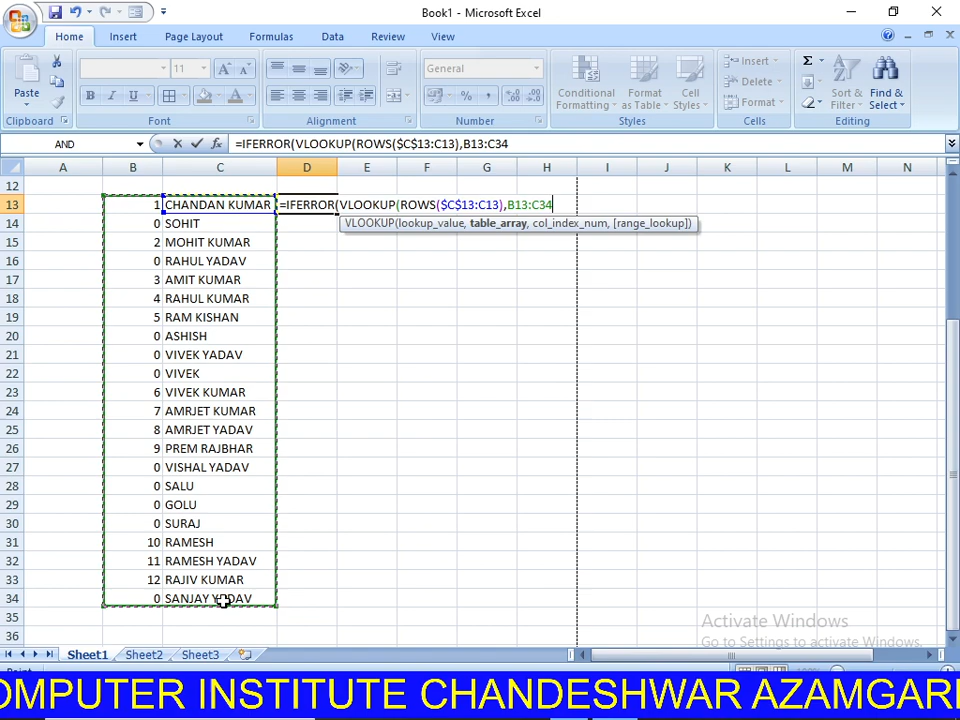 Book1 - Microsoft Excel
Home Insert Page Layout Formulas Data Review View
Paste 11 A A General Conditional Formatting Format as Table Cell Styles Insert Delete Format Sort & Filter Find & Select
B I U
Clipboard Font Alignment Number Styles Cells Editing
AND fx =IFERROR(VLOOKUP(ROWS($C$13:C13),B13:C34
A B C D E F G H I J K L M N
12
13 1 CHANDAN KUMAR =IFERROR(VLOOKUP(ROWS($C$13:C13),B13:C34
14 0 SOHIT VLOOKUP(lookup_value, table_array, col_index_num, [range_lookup])
15 2 MOHIT KUMAR
16 0 RAHUL YADAV
17 3 AMIT KUMAR
18 4 RAHUL KUMAR
19 5 RAM KISHAN
20 0 ASHISH
21 0 VIVEK YADAV
22 0 VIVEK
23 6 VIVEK KUMAR
24 7 AMRJET KUMAR
25 8 AMRJET YADAV
26 9 PREM RAJBHAR
27 0 VISHAL YADAV
28 0 SALU
29 0 GOLU
30 0 SURAJ
31 10 RAMESH
32 11 RAMESH YADAV
33 12 RAJIV KUMAR
34 0 SANJAY YADAV
35
36
Activate Windows
Go to Settings to activate Windows.
Sheet1 Sheet2 Sheet3
OMPUTER INSTITUTE CHANDESHWAR AZAMGARH